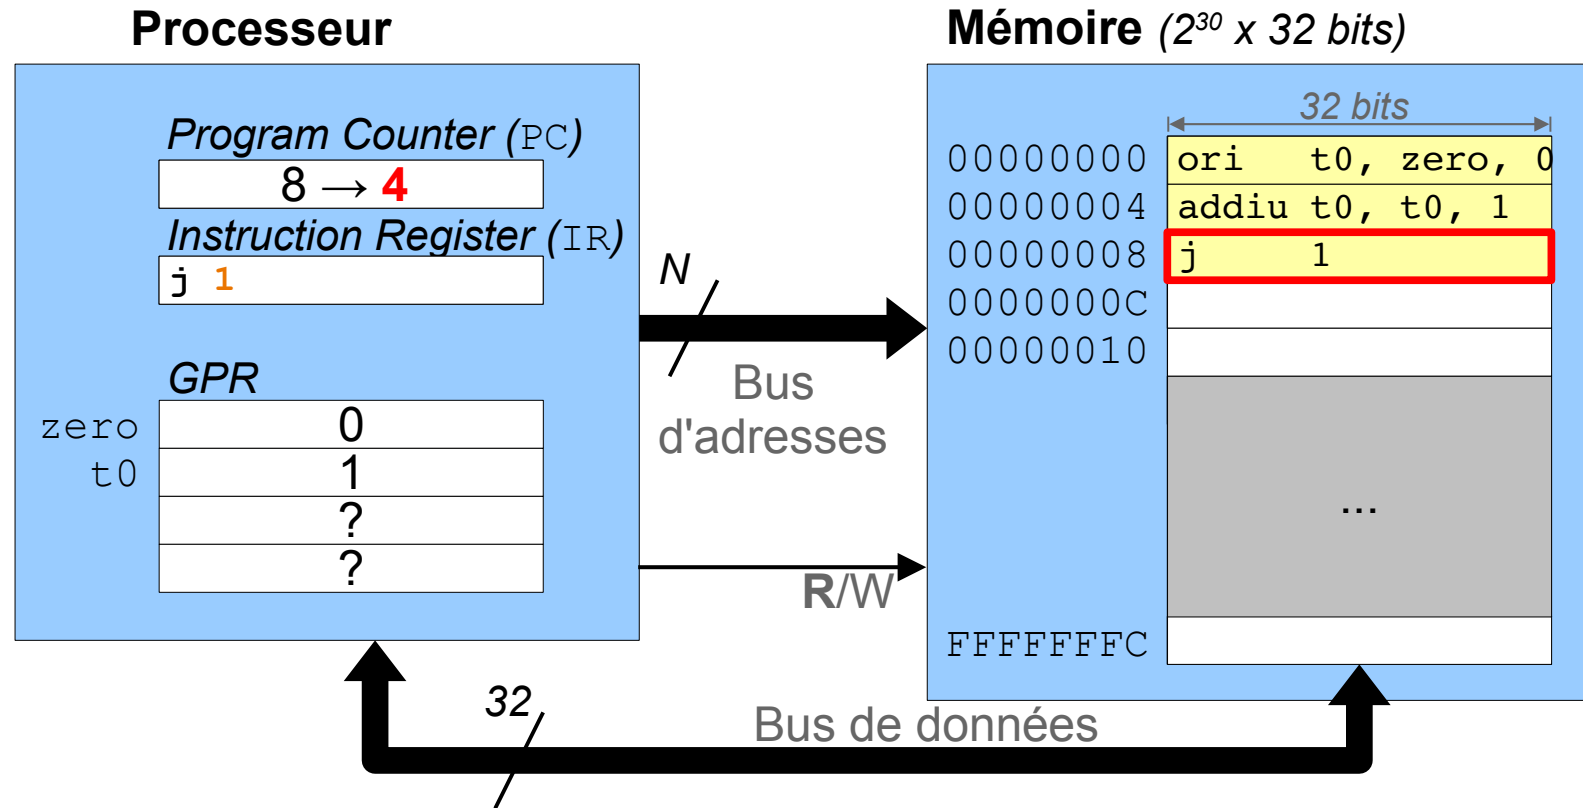 Processeur
Program Counter (PC)
8 → 4
Instruction Register (IR)
j 1
GPR
zero 0
t0 1
?
?
N
Bus
d'adresses
R/W
Mémoire (2³⁰ x 32 bits)
32 bits
00000000 ori t0, zero, 0
00000004 addiu t0, t0, 1
00000008 j 1
0000000C
00000010
...
FFFFFFFC
32
Bus de données